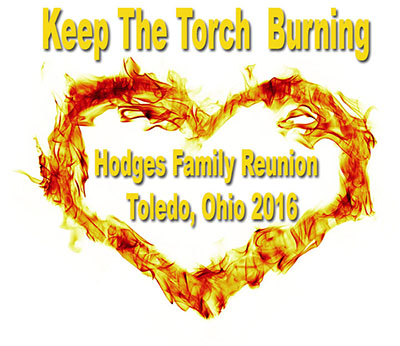 Keep The Torch Burning
Hodges Family Reunion
Toledo, Ohio 2016